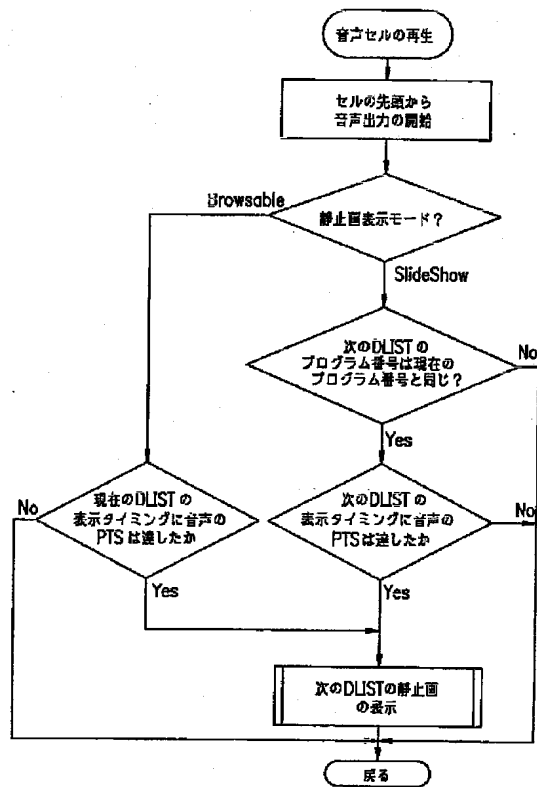 音声セルの再生
セルの先頭から
音声出力の開始
Browsable
静止画表示モード？
SlideShow
次のDLISTの
プログラム番号は現在の
プログラム番号と同じ？
No
Yes
No
現在のDLISTの
表示タイミングに音声の
PTSは達したか
次のDLISTの
表示タイミングに音声の
PTSは達したか
No
Yes
Yes
次のDLISTの静止画
の表示
戻る